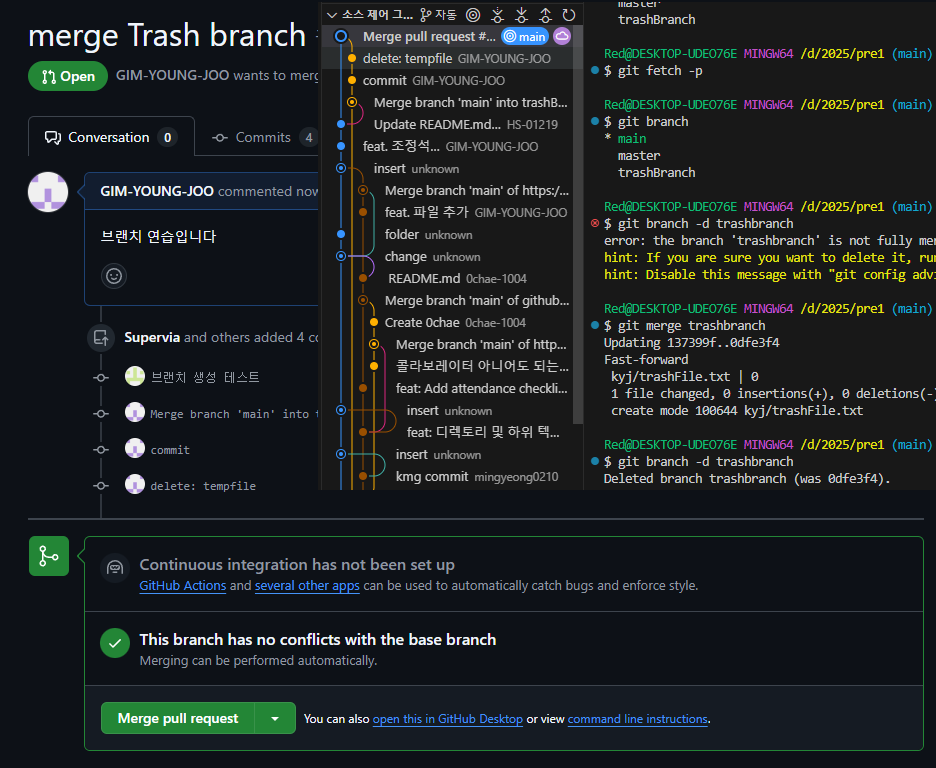 merge Trash branch
Open
GIM-YOUNG-JOO wants to merg
Conversation 0
Commits 4
GIM-YOUNG-JOO commented now
브랜치 연습입니다
Supervia and others added 4 co
브랜치 생성 테스트
Merge branch 'main' into t
commit
delete: tempfile
소스 제어 그... 자동
Merge pull request #... main
delete: tempfile GIM-YOUNG-JOO
commit GIM-YOUNG-JOO
Merge branch 'main' into trashB...
Update README.md... HS-01219
feat. 조정석... GIM-YOUNG-JOO
insert unknown
Merge branch 'main' of https:/...
feat. 파일 추가 GIM-YOUNG-JOO
folder unknown
change unknown
README.md 0chae-1004
Merge branch 'main' of github...
Create 0chae 0chae-1004
Merge branch 'main' of http...
콜라보레이터 아니어도 되는...
feat: Add attendance checkli...
insert unknown
feat: 디렉토리 및 하위 텍...
insert unknown
kmg commit mingyeong0210
master
trashBranch
Red@DESKTOP-UDEO76E MINGW64 /d/2025/pre1 (main)
$ git fetch -p
Red@DESKTOP-UDEO76E MINGW64 /d/2025/pre1 (main)
$ git branch
* main
master
trashBranch
Red@DESKTOP-UDEO76E MINGW64 /d/2025/pre1 (main)
$ git branch -d trashbranch
error: the branch 'trashbranch' is not fully mer
hint: If you are sure you want to delete it, run
hint: Disable this message with "git config advi
Red@DESKTOP-UDEO76E MINGW64 /d/2025/pre1 (main)
$ git merge trashbranch
Updating 137399f..0dfe3f4
Fast-forward
kyj/trashFile.txt | 0
1 file changed, 0 insertions(+), 0 deletions(-)
create mode 100644 kyj/trashFile.txt
Red@DESKTOP-UDEO76E MINGW64 /d/2025/pre1 (main)
$ git branch -d trashbranch
Deleted branch trashbranch (was 0dfe3f4).
Continuous integration has not been set up
GitHub Actions and several other apps can be used to automatically catch bugs and enforce style.
This branch has no conflicts with the base branch
Merging can be performed automatically.
Merge pull request
You can also open this in GitHub Desktop or view command line instructions.